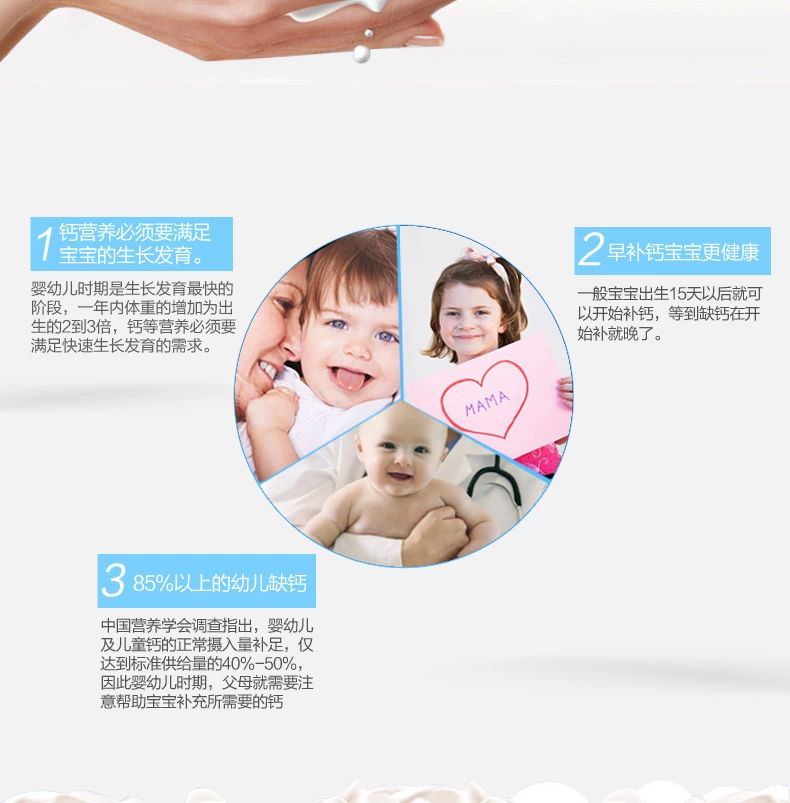 1 钙营养必须要满足
宝宝的生长发育。
婴幼儿时期是生长发育最快的
阶段，一年内体重的增加为出
生的2到3倍，钙等营养必须要
满足快速生长发育的需求。
2 早补钙宝宝更健康
一般宝宝出生15天以后就可
以开始补钙，等到缺钙在开
始补就晚了。
MAMA
3 85%以上的幼儿缺钙
中国营养学会调查指出，婴幼儿
及儿童钙的正常摄入量补足，仅
达到标准供给量的40%-50%，
因此婴幼儿时期，父母就需要注
意帮助宝宝补充所需要的钙